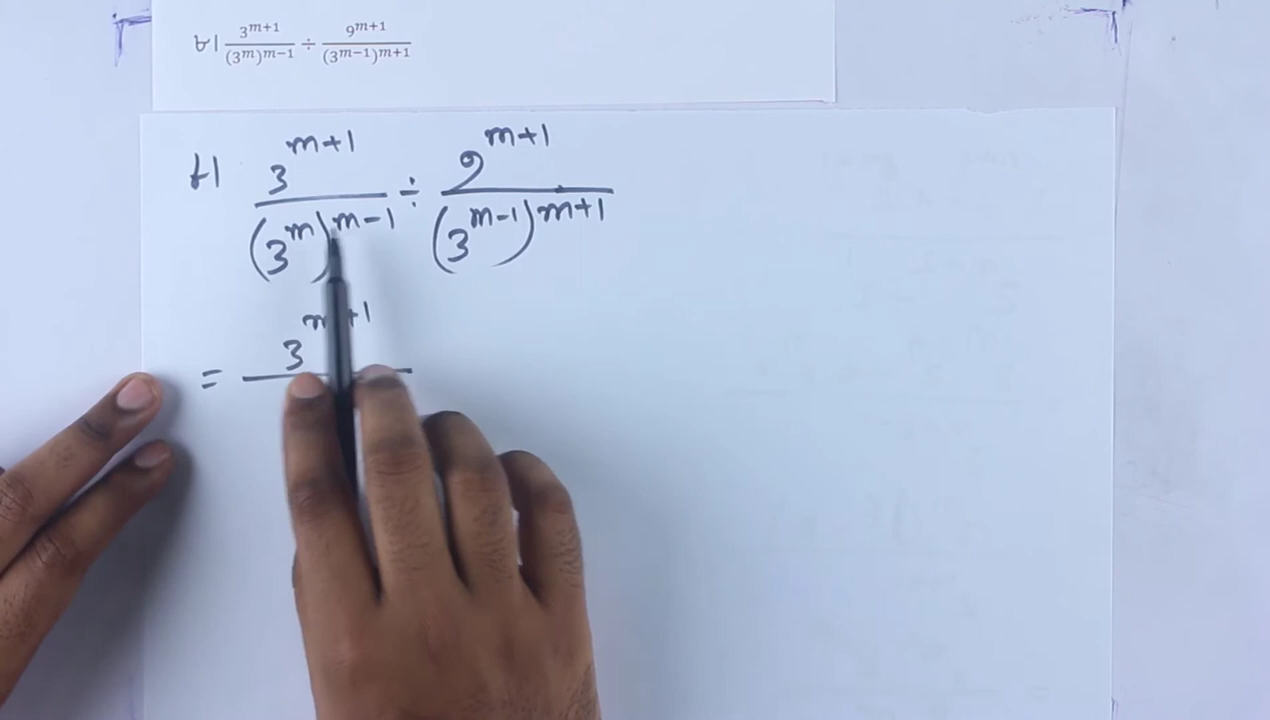 ৮। 3^{m+1}/(3^m)^{m-1} ÷ 9^{m+1}/(3^{m-1})^{m+1}
3^{m+1}/(3^m)^{m-1} ÷ 9^{m+1}/(3^{m-1})^{m+1}
= 3^{m+1}